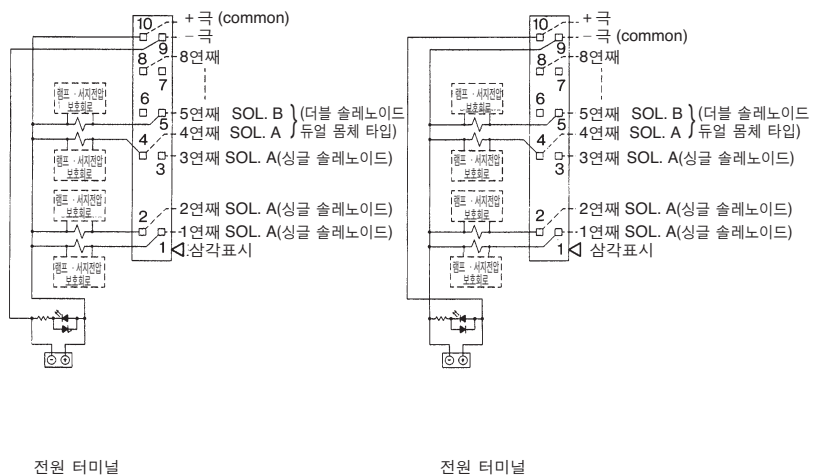 10 +극 (common)
−극 (common)
9
8 8연째
7
램프 · 서지전압
보호회로
6
5연째 SOL. B (더블 솔레노이드
5
4 4연째 SOL. A 듀얼 몸체 타입)
3연째 SOL. A(싱글 솔레노이드)
3
램프 · 서지전압
보호회로
램프 · 서지전압
보호회로
2 2연째 SOL. A(싱글 솔레노이드)
1연째 SOL. A(싱글 솔레노이드)
1 삼각표시
램프 · 서지전압
보호회로
⊖ ⊕
전원 터미널
10 +극
−극 (common)
9
8 8연째
7
램프 · 서지전압
보호회로
6
5연째 SOL. B (더블 솔레노이드
5
4 4연째 SOL. A 듀얼 몸체 타입)
3연째 SOL. A(싱글 솔레노이드)
3
램프 · 서지전압
보호회로
램프 · 서지전압
보호회로
2 2연째 SOL. A(싱글 솔레노이드)
1연째 SOL. A(싱글 솔레노이드)
1 삼각표시
램프 · 서지전압
보호회로
⊖ ⊕
전원 터미널